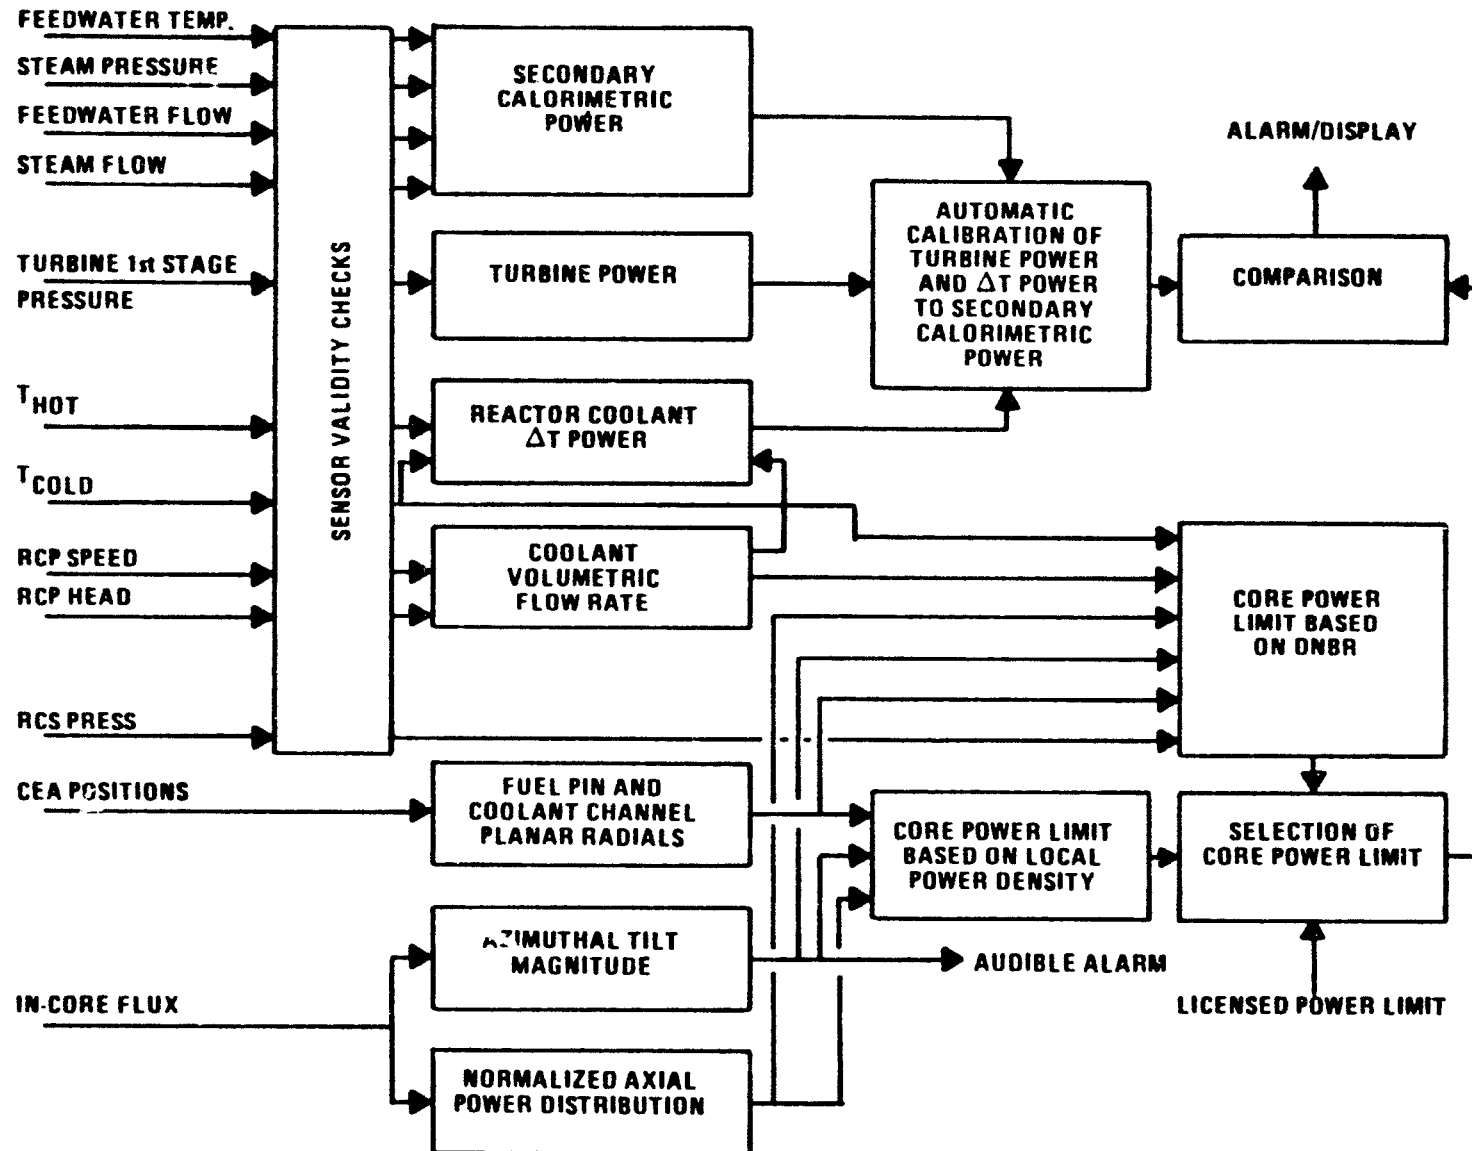 FEEDWATER TEMP.
STEAM PRESSURE
FEEDWATER FLOW
STEAM FLOW
TURBINE 1st STAGE
PRESSURE
THOT
TCOLD
RCP SPEED
RCP HEAD
RCS PRESS
CEA POSITIONS
IN-CORE FLUX
SENSOR VALIDITY CHECKS
SECONDARY
CALORIMETRIC
POWER
TURBINE POWER
REACTOR COOLANT
ΔT POWER
COOLANT
VOLUMETRIC
FLOW RATE
FUEL PIN AND
COOLANT CHANNEL
PLANAR RADIALS
AZIMUTHAL TILT
MAGNITUDE
NORMALIZED AXIAL
POWER DISTRIBUTION
AUTOMATIC
CALIBRATION OF
TURBINE POWER
AND ΔT POWER
TO SECONDARY
CALORIMETRIC
POWER
CORE POWER LIMIT
BASED ON LOCAL
POWER DENSITY
AUDIBLE ALARM
ALARM/DISPLAY
COMPARISON
CORE POWER
LIMIT BASED
ON DNBR
SELECTION OF
CORE POWER LIMIT
LICENSED POWER LIMIT